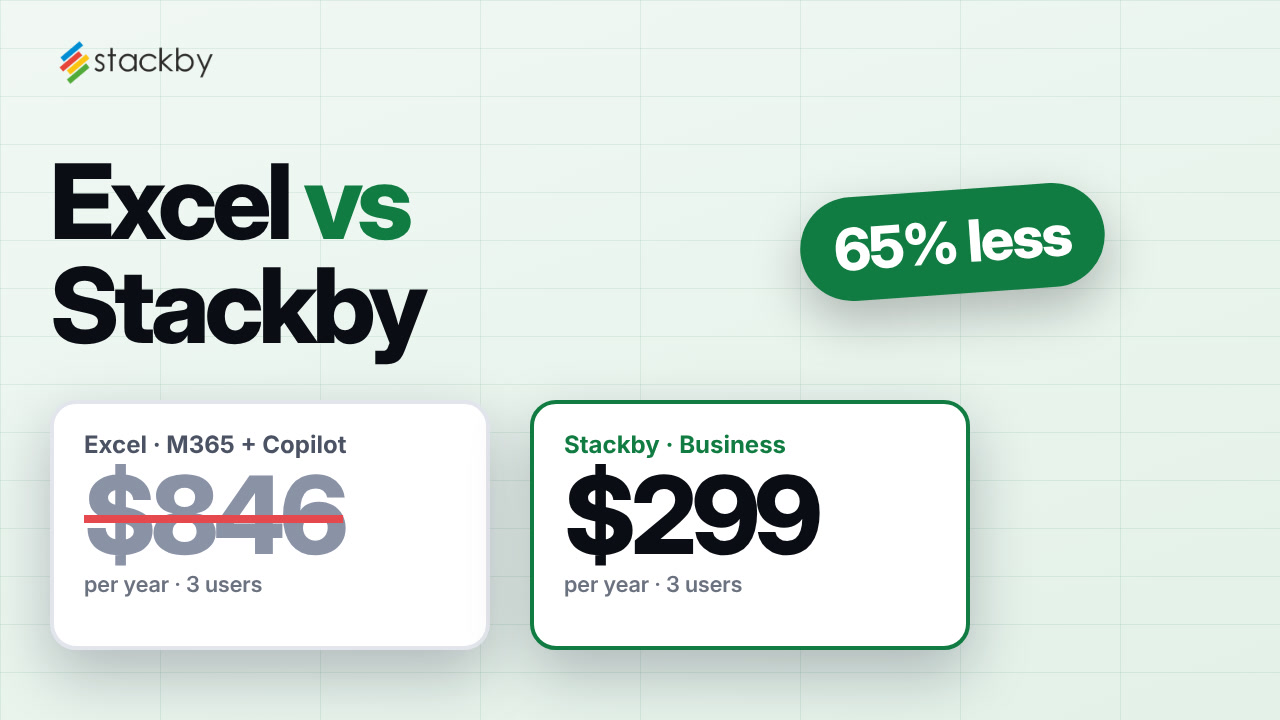 stackby
Excel vs
Stackby
65% less
Excel · M365 + Copilot
$846
per year · 3 users
Stackby · Business
$299
per year · 3 users